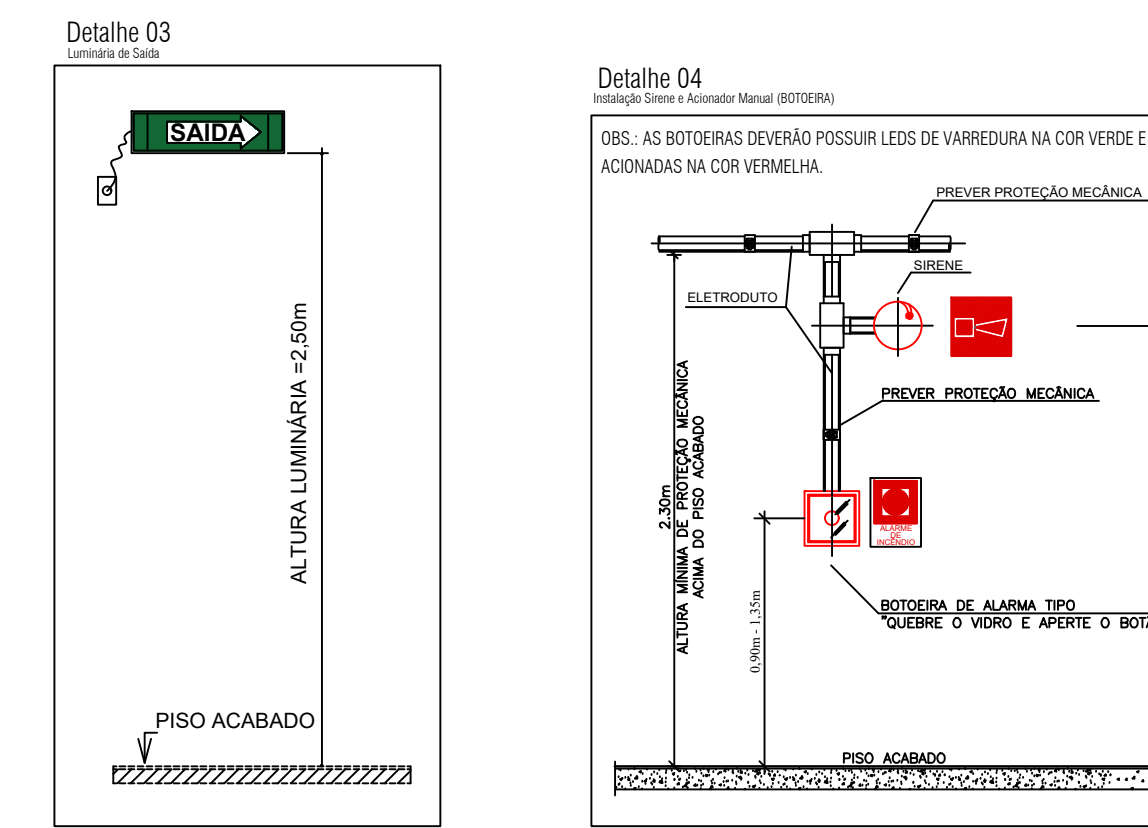 Detalhe 03
Luminária de Saída
SAIDA
ALTURA LUMINÁRIA =2,50m
PISO ACABADO
Detalhe 04
Instalação Sirene e Acionador Manual (BOTOEIRA)
OBS.: AS BOTOEIRAS DEVERÃO POSSUIR LEDS DE VARREDURA NA COR VERDE E
ACIONADAS NA COR VERMELHA.
PREVER PROTEÇÃO MECÂNICA
SIRENE
ELETRODUTO
PREVER PROTEÇÃO MECÂNICA
2.30m
ALTURA MÍNIMA DE PROTEÇÃO MECÂNICA
ACIMA DO PISO ACABADO
ALARME
DE
INCÊNDIO
0,90m - 1,35m
BOTOEIRA DE ALARMA TIPO
"QUEBRE O VIDRO E APERTE O BOT
PISO ACABADO